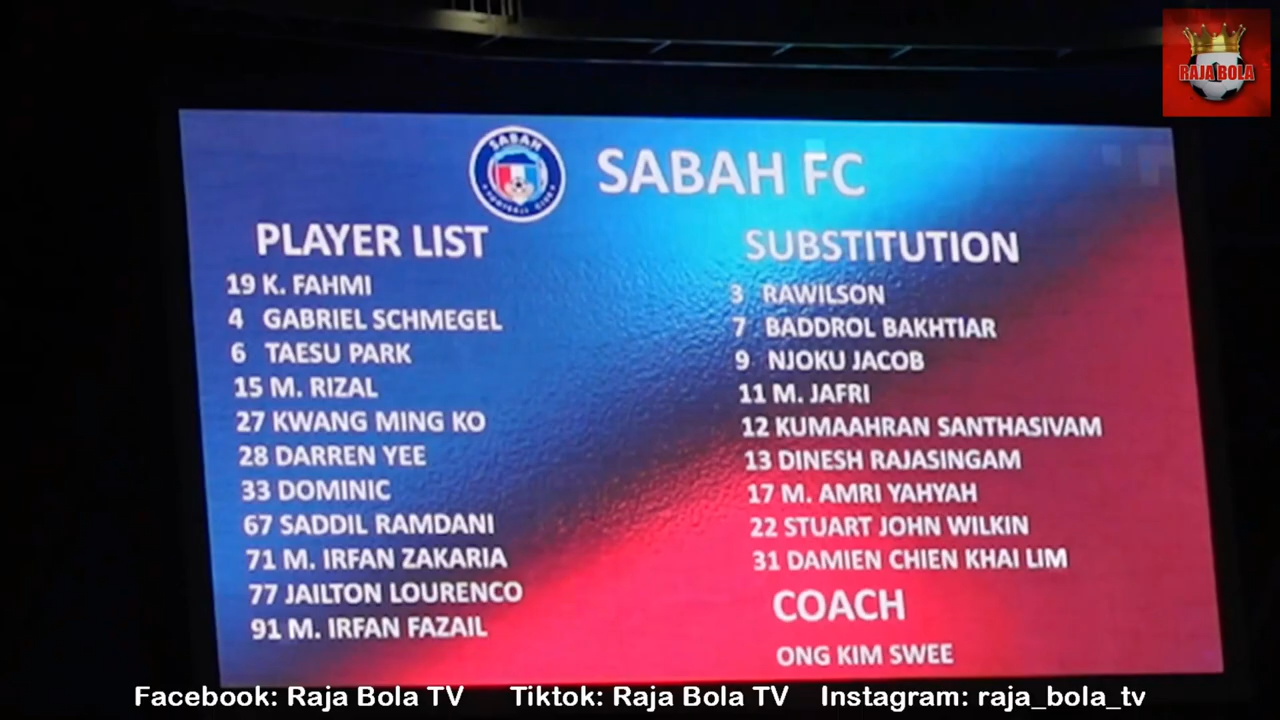 RAJA BOLA
SABAH
FOOTBALL CLUB
SABAH FC
PLAYER LIST
19 K. FAHMI
4 GABRIEL SCHMEGEL
6 TAESU PARK
15 M. RIZAL
27 KWANG MING KO
28 DARREN YEE
33 DOMINIC
67 SADDIL RAMDANI
71 M. IRFAN ZAKARIA
77 JAILTON LOURENCO
91 M. IRFAN FAZAIL
SUBSTITUTION
3 RAWILSON
7 BADDROL BAKHTIAR
9 NJOKU JACOB
11 M. JAFRI
12 KUMAAHRAN SANTHASIVAM
13 DINESH RAJASINGAM
17 M. AMRI YAHYAH
22 STUART JOHN WILKIN
31 DAMIEN CHIEN KHAI LIM
COACH
ONG KIM SWEE
Facebook: Raja Bola TV Tiktok: Raja Bola TV Instagram: raja_bola_tv